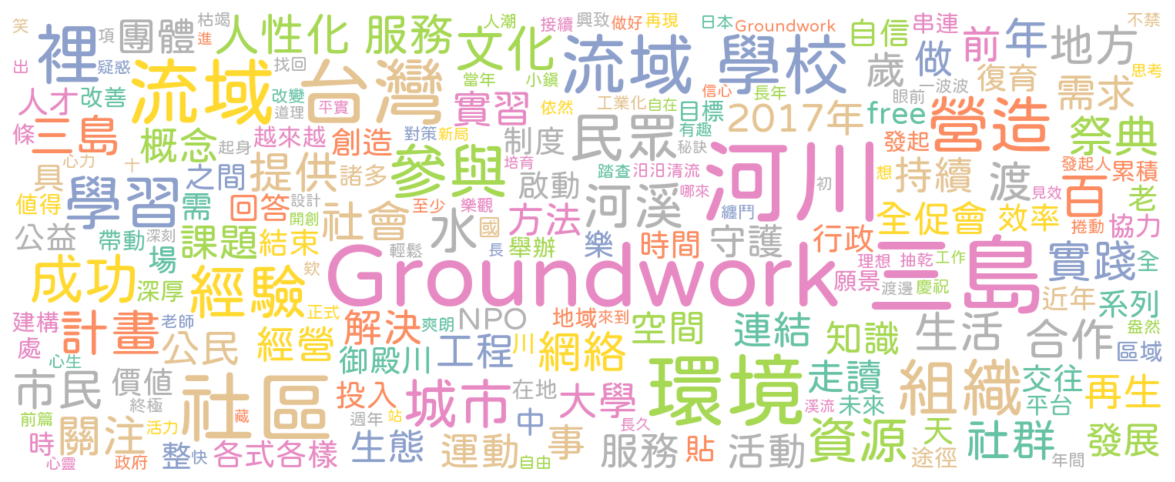 笑 枯竭 人潮 接續 興致 做好 再現 日本 Groundwork 自信 串連 不禁
裡 項 團體 人性化 服務 文化 流域 學校 做 前 年 地方
出 疑惑 進 流域 找回 台灣 當年 小鎮 信心 長年 歲 眼前 一波波 復育 需求 思考
人才 改善 改變 道理 平實 實習 依然 工業化 自在 目標 2017年 free 營造
條 三島 概念 起身 越來越 創造 對策 新局 制度 民眾 有趣 秘訣 發起 祭典
具 心力 十 之間 提供 諸多 參與 培育 啟動 踏查 汨汨清流 哪來 河川 初 想 持續 渡 發起人 累積
值得 學習 需 回答 設計 開創 社會 至少 樂觀 方法 河溪 纏鬥 全促會 效率 見效 百 老
公益 帶動 深刻 場 課題 結束 水 國 長 舉辦 樂 時間 守護 行政 捲動 協力
成功 深厚 經驗 欽 輕鬆 Groundwork 三島 願景 理想 抽乾 工作 渡邊 慶祝 實踐 全
建構 老師 計畫 正式 解決 爽朗 NPO 地域 來到 空間 連結 知識 生活 近年 系列
處 心生 公民 經營 御殿川 工程 川 網絡 合作 盎然 區域
市民 價值 終極 社區 投入 城市 在地 大學 環境 走讀 組織 交往 再生
前篇 活力 藏 週年 站 中 長久 溪流 未來 平台
時 關注 整 快 各式各樣 生態 運動 事 服務 貼 活動 資源 天 社群 發展
心靈 政府 自由 途徑 年間